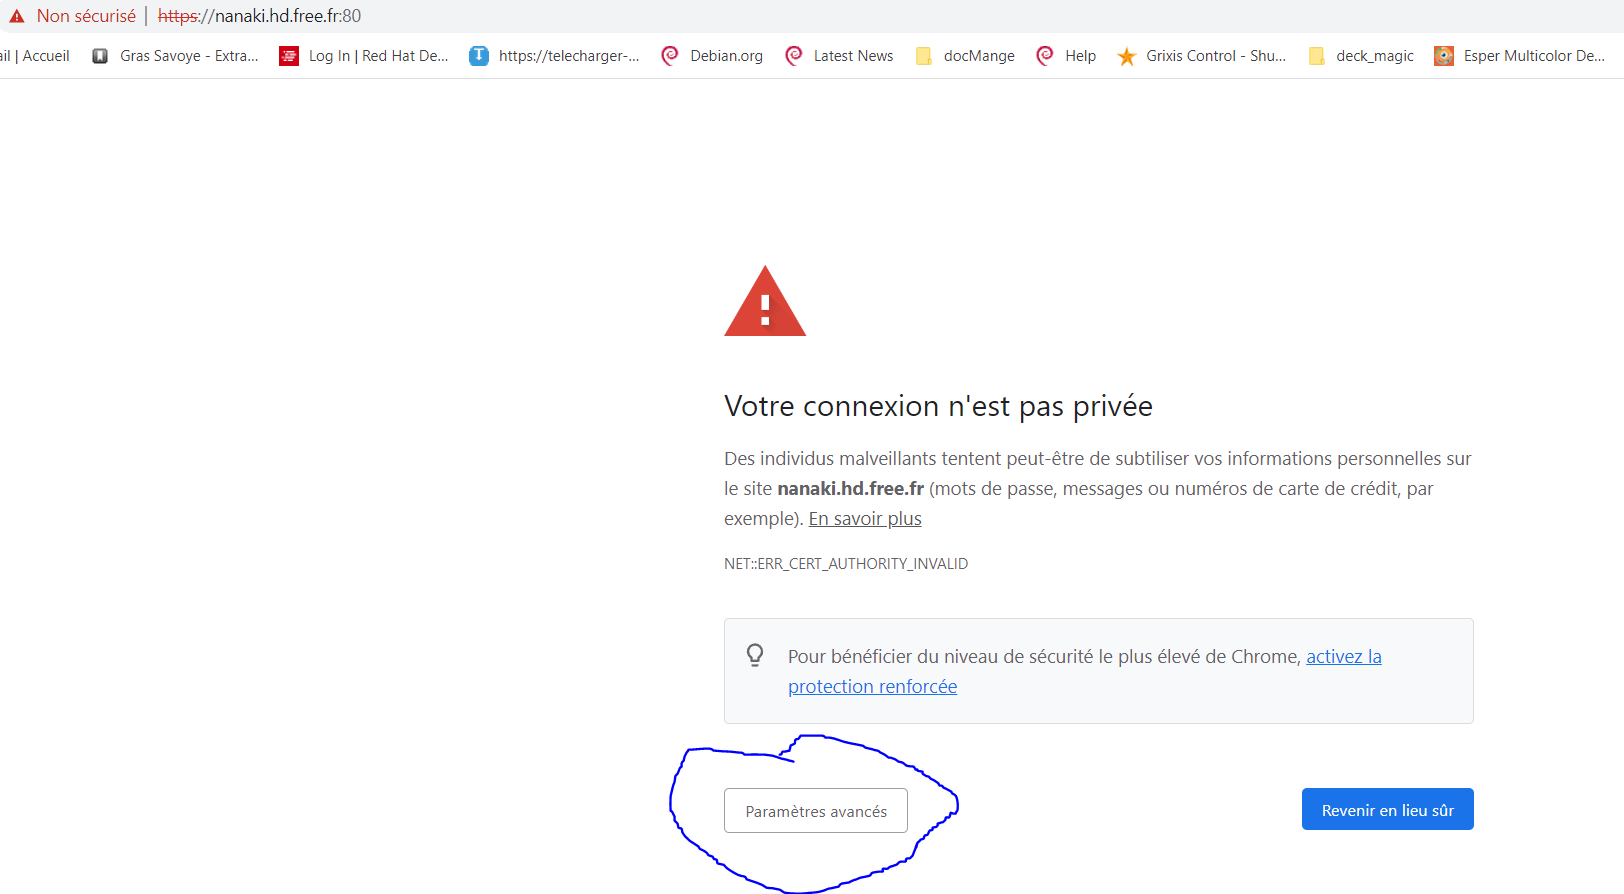 Non sécurisé | https://nanaki.hd.free.fr:80
il | Accueil Gras Savoye - Extra... Log In | Red Hat De... https://telecharger-... Debian.org Latest News docMange Help Grixis Control - Shu... deck_magic Esper Multicolor De...
Votre connexion n'est pas privée
Des individus malveillants tentent peut-être de subtiliser vos informations personnelles sur
le site nanaki.hd.free.fr (mots de passe, messages ou numéros de carte de crédit, par
exemple). En savoir plus
NET::ERR_CERT_AUTHORITY_INVALID
Pour bénéficier du niveau de sécurité le plus élevé de Chrome, activez la
protection renforcée
Paramètres avancés Revenir en lieu sûr